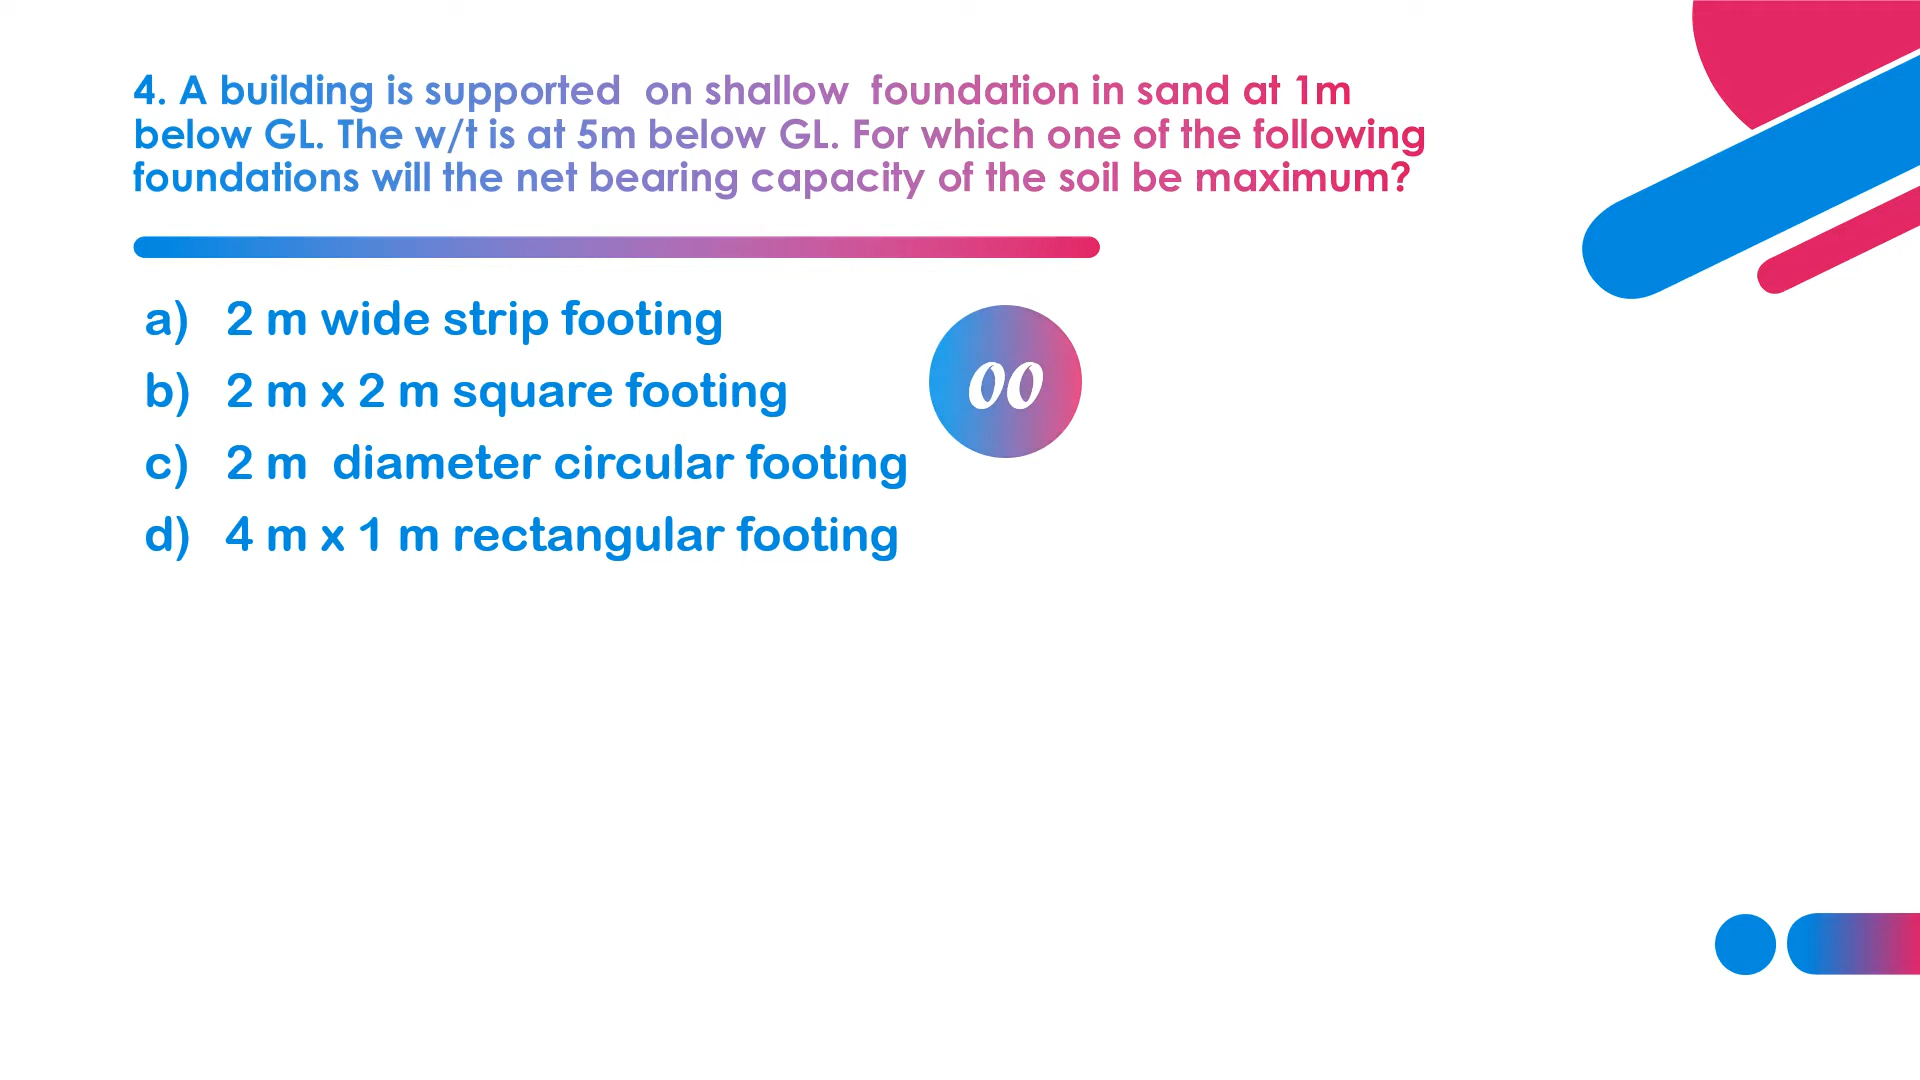 4. A building is supported on shallow foundation in sand at 1m
below GL. The w/t is at 5m below GL. For which one of the following
foundations will the net bearing capacity of the soil be maximum?
a) 2 m wide strip footing
b) 2 m x 2 m square footing
00
c) 2 m diameter circular footing
d) 4 m x 1 m rectangular footing